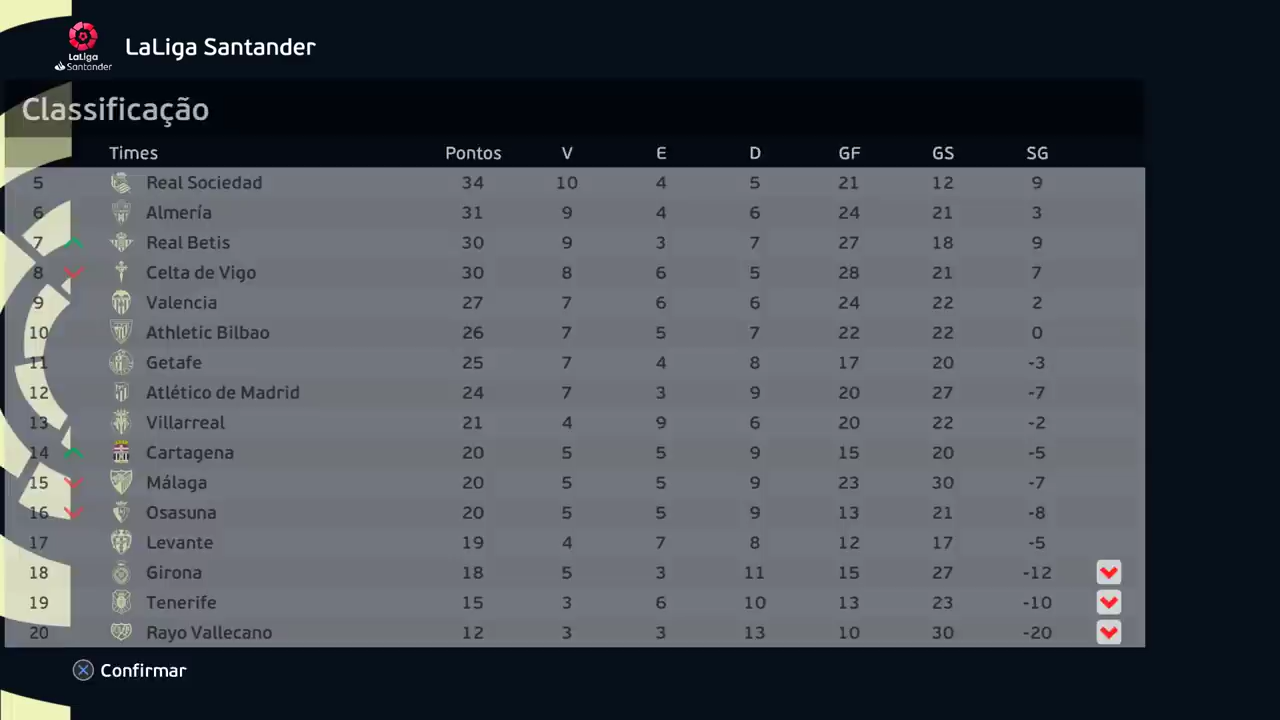 LaLiga Santander
LaLiga
Santander
Classificação
Times Pontos V E D GF GS SG
5 Real Sociedad 34 10 4 5 21 12 9
6 Almería 31 9 4 6 24 21 3
7 Real Betis 30 9 3 7 27 18 9
8 Celta de Vigo 30 8 6 5 28 21 7
9 Valencia 27 7 6 6 24 22 2
10 Athletic Bilbao 26 7 5 7 22 22 0
11 Getafe 25 7 4 8 17 20 -3
12 Atlético de Madrid 24 7 3 9 20 27 -7
13 Villarreal 21 4 9 6 20 22 -2
14 Cartagena 20 5 5 9 15 20 -5
15 Málaga 20 5 5 9 23 30 -7
16 Osasuna 20 5 5 9 13 21 -8
17 Levante 19 4 7 8 12 17 -5
18 Girona 18 5 3 11 15 27 -12
19 Tenerife 15 3 6 10 13 23 -10
20 Rayo Vallecano 12 3 3 13 10 30 -20
Confirmar